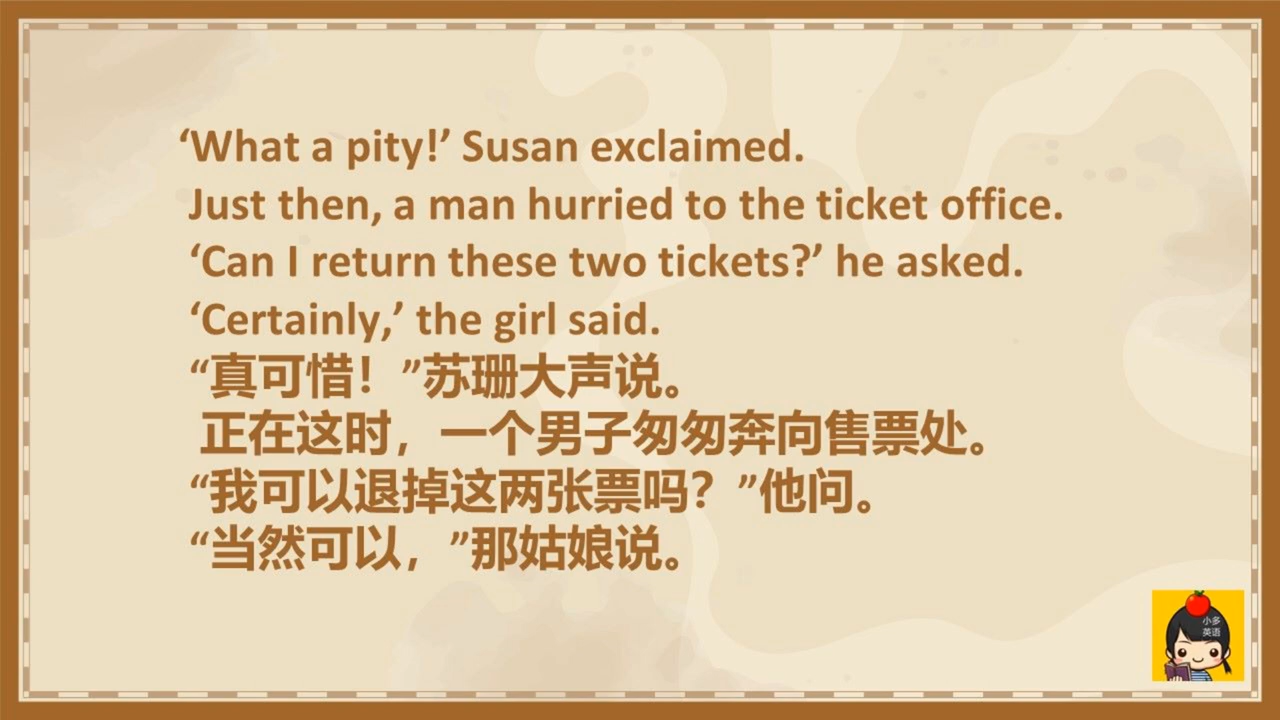 ‘What a pity!’ Susan exclaimed.
Just then, a man hurried to the ticket office.
‘Can I return these two tickets?’ he asked.
‘Certainly,’ the girl said.
“真可惜！”苏珊大声说。
正在这时，一个男子匆匆奔向售票处。
“我可以退掉这两张票吗？”他问。
“当然可以，”那姑娘说。
小多
英语